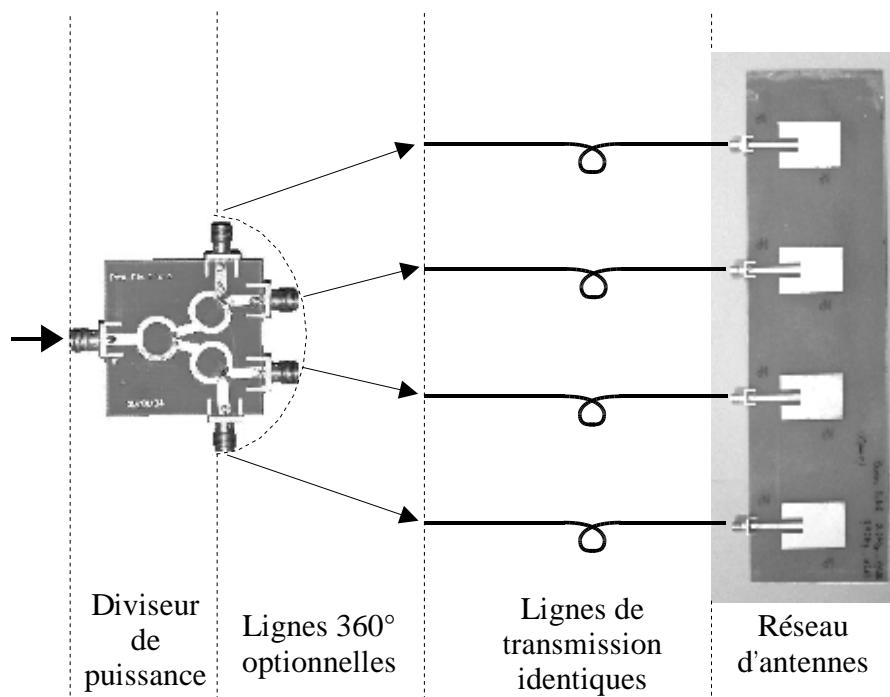 Diviseur
de
puissance
Lignes 360°
optionnelles
Lignes de
transmission
identiques
Réseau
d'antennes